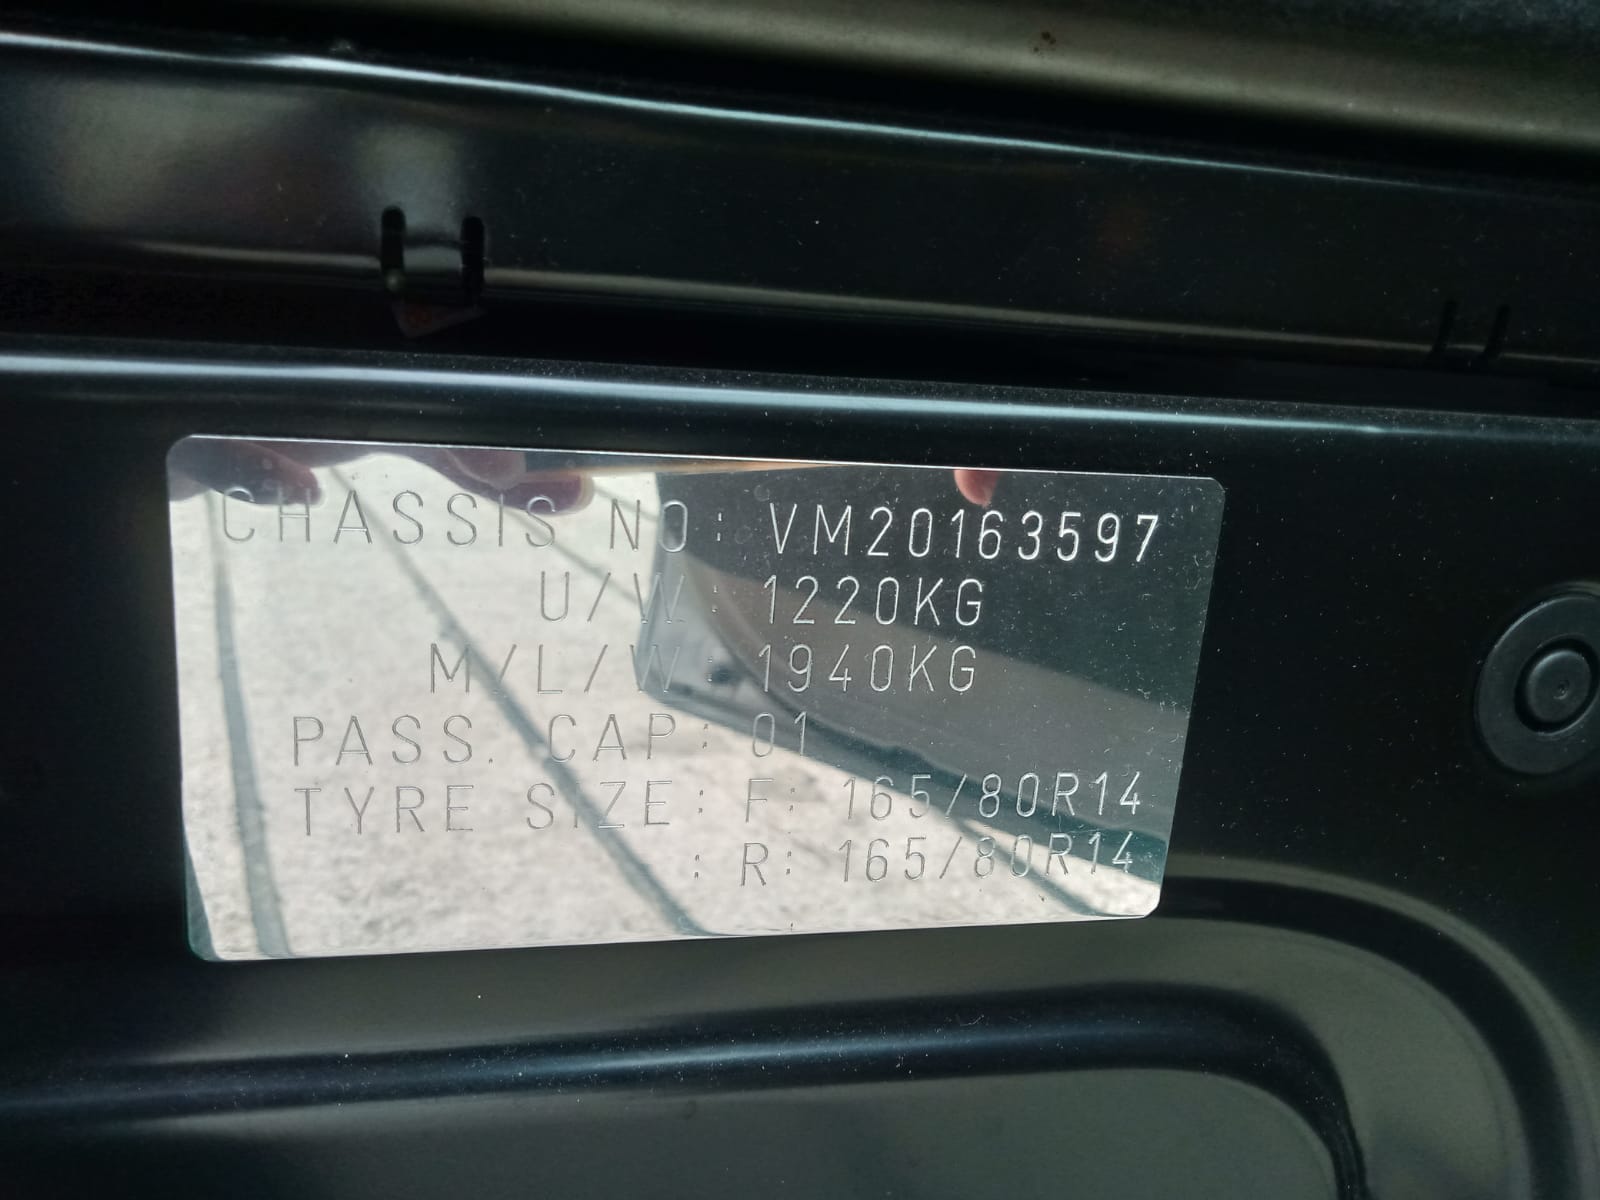 CHASSIS NO: VM20163597
U/W: 1220KG
M/L/W: 1940KG
PASS. CAP: 01
TYRE SIZE: F: 165/80R14
: R: 165/80R14